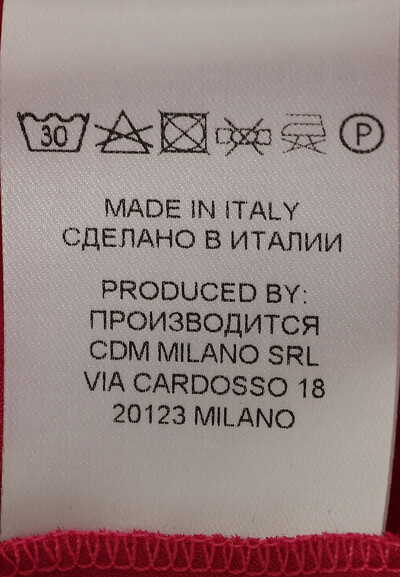 30 P
MADE IN ITALY
СДЕЛАНО В ИТАЛИИ
PRODUCED BY:
ПРОИЗВОДИТСЯ
CDM MILANO SRL
VIA CARDOSSO 18
20123 MILANO